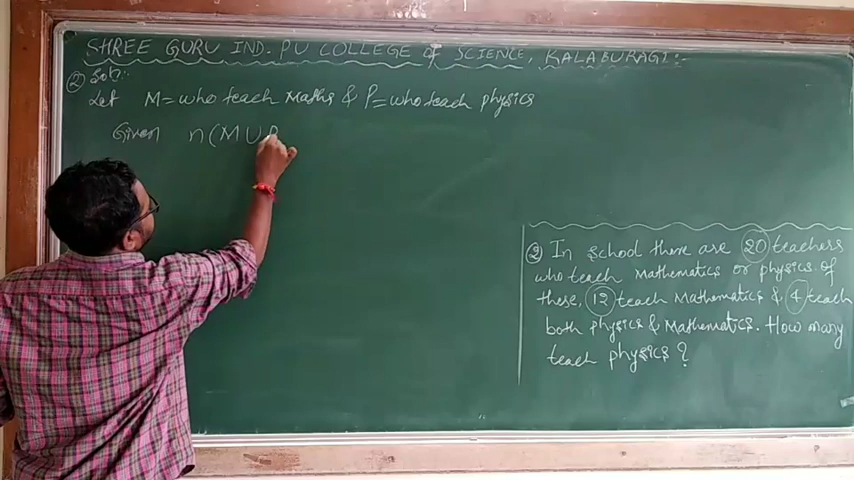 SHREE GURU IND. PU COLLEGE of SCIENCE, KALABURAGI :-
② Sol:
Let M = who teach Maths & P = who teach physics
Given n(M U P
② In school there are 20 teachers
who teach mathematics or physics. of
these, 12 teach Mathematics & 4 teach
both physics & Mathematics. How many
teach physics ?